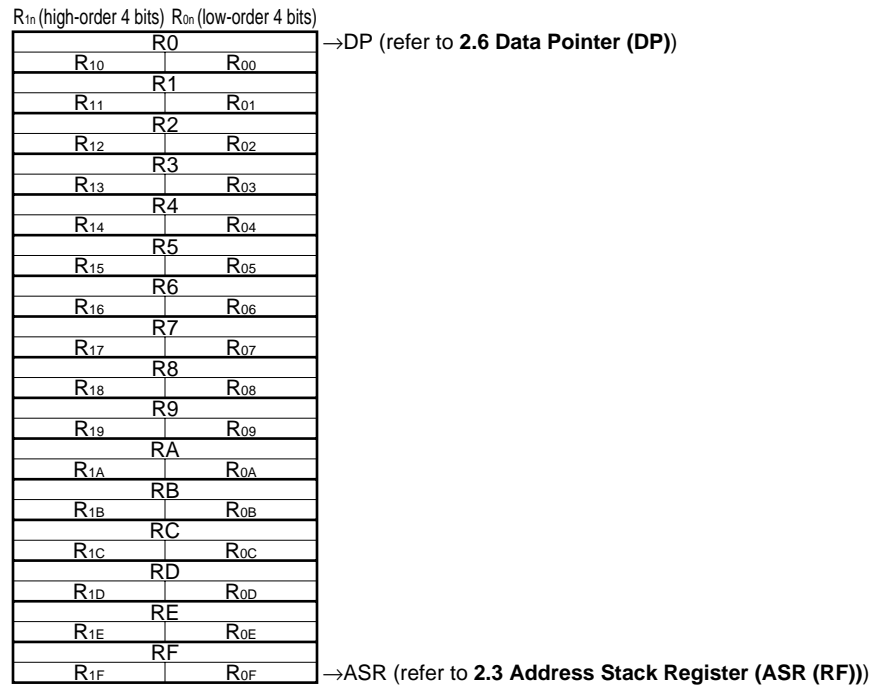 R1n (high-order 4 bits) R0n (low-order 4 bits)
R0 →DP (refer to 2.6 Data Pointer (DP))
R10 R00
R1
R11 R01
R2
R12 R02
R3
R13 R03
R4
R14 R04
R5
R15 R05
R6
R16 R06
R7
R17 R07
R8
R18 R08
R9
R19 R09
RA
R1A R0A
RB
R1B R0B
RC
R1C R0C
RD
R1D R0D
RE
R1E R0E
RF
R1F R0F →ASR (refer to 2.3 Address Stack Register (ASR (RF)))